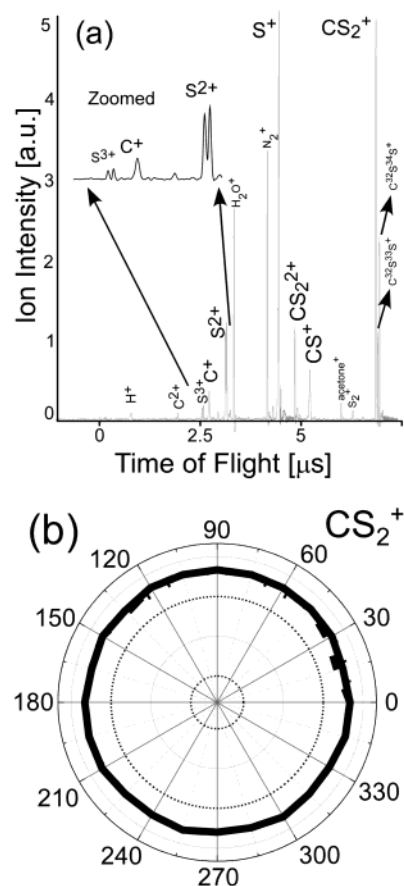 (a)
S⁺
CS₂⁺
5
4
3
2
1
0
Ion Intensity [a.u.]
Zoomed
S³⁺
C⁺
S²⁺
H⁺
C²⁺
S³⁺
C⁺
S²⁺
H₂O⁺
N₂⁺
CS₂²⁺
CS⁺
acetone⁺
S₂⁺
C³²S³⁴S⁺
C³²S³³S⁺
0 2.5 5
Time of Flight [μs]
(b)
CS₂⁺
90
120 60
150 30
180 0
210 330
240 300
270